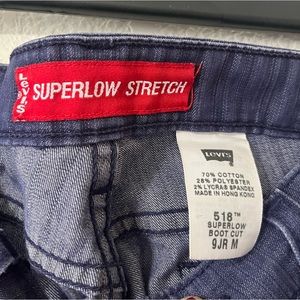 LEVI'S
SUPERLOW STRETCH
Levi's
70% COTTON
28% POLYESTER
2% LYCRA® SPANDEX
MADE IN HONG KONG
518™
SUPERLOW
BOOT CUT
9JR M